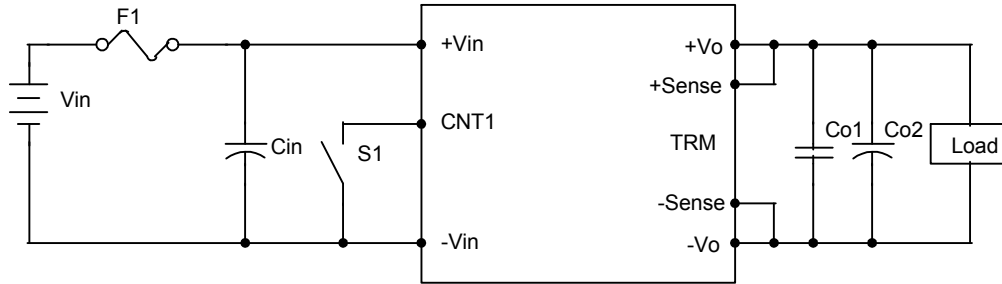 F1
+Vin
+Vo
Vin
+Sense
CNT1
TRM
Co1
Co2
Load
Cin
S1
-Sense
-Vin
-Vo